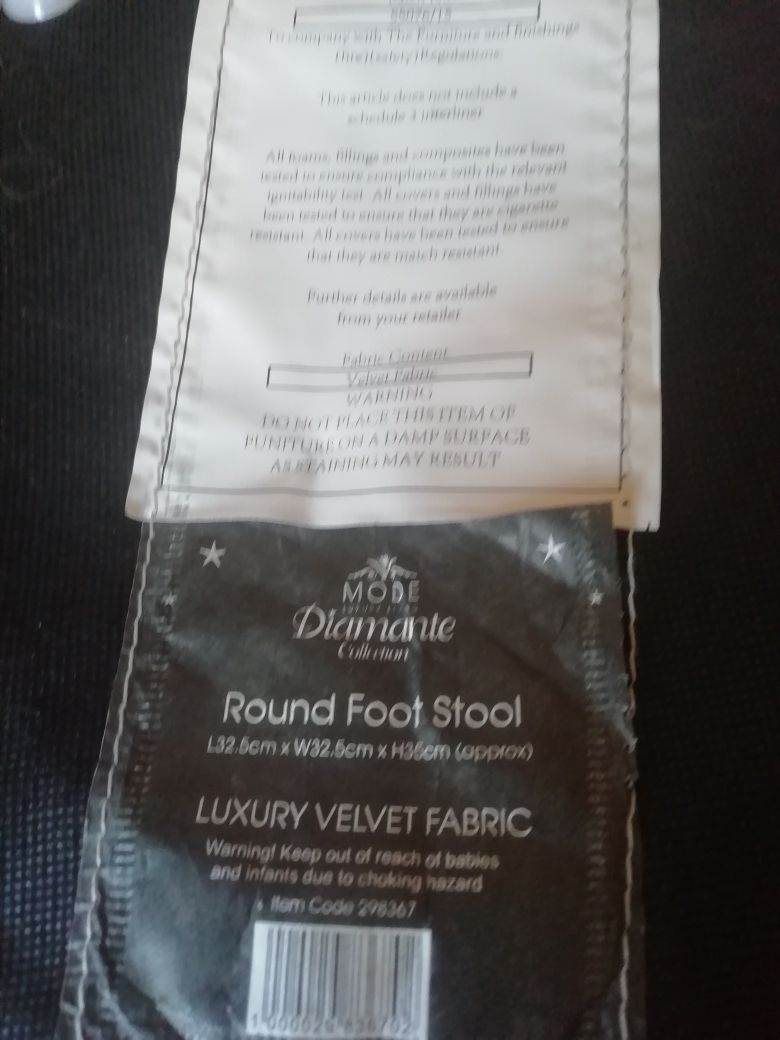 To company with The Furniture and finishings
(fire)(safety)Regulations
This article does not include a
schedule 3 interliner
All foams, fillings and composites have been
tested to ensure compliance with the relevant
ignitability test. All covers and fillings have
been tested to ensure that they are cigarette
resistant. All covers have been tested to ensure
that they are match resistant.
Further details are available
from your retailer
Fabric Content
Velvet Fabric
WARNING
DO NOT PLACE THIS ITEM OF
FUNITURE ON A DAMP SURFACE
AS STAINING MAY RESULT
MODE
Diamante
Collection
Round Foot Stool
L32.5cm x W32.5cm x H35cm (approx)
LUXURY VELVET FABRIC
Warning! Keep out of reach of babies
and infants due to choking hazard
Item Code 298367